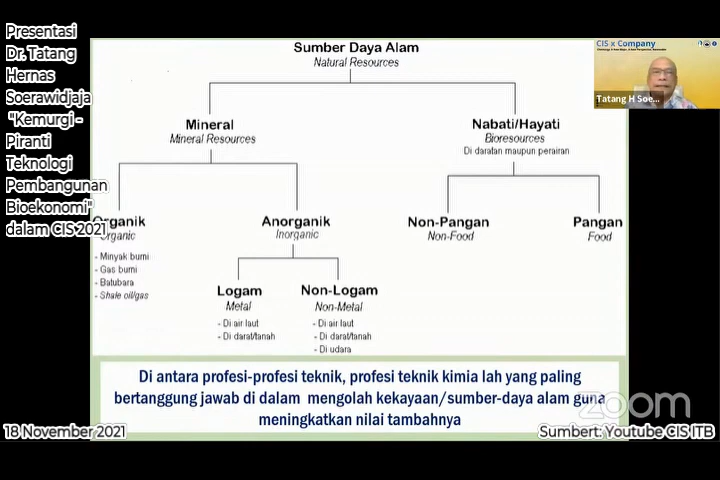 Presentasi
Dr. Tatang
Hernas
Soerawidjaja
"Kemurgi -
Piranti
Teknologi
Pembangunan
Bioekonomi"
dalam CIS 2021
Sumber Daya Alam
Natural Resources
Mineral
Mineral Resources
Nabati/Hayati
Bioresources
Di daratan maupun perairan
Organik
Organic
- Minyak bumi
- Gas bumi
- Batubara
- Shale oil/gas
Anorganik
Inorganic
Non-Pangan
Non-Food
Pangan
Food
Logam
Metal
- Di air laut
- Di darat/tanah
Non-Logam
Non-Metal
- Di air laut
- Di darat/tanah
- Di udara
Di antara profesi-profesi teknik, profesi teknik kimia lah yang paling
bertanggung jawab di dalam mengolah kekayaan/sumber-daya alam guna
meningkatkan nilai tambahnya
CIS x Company
Tatang H Soe...
zoom
18 November 2021
Sumbert: Youtube CIS ITB